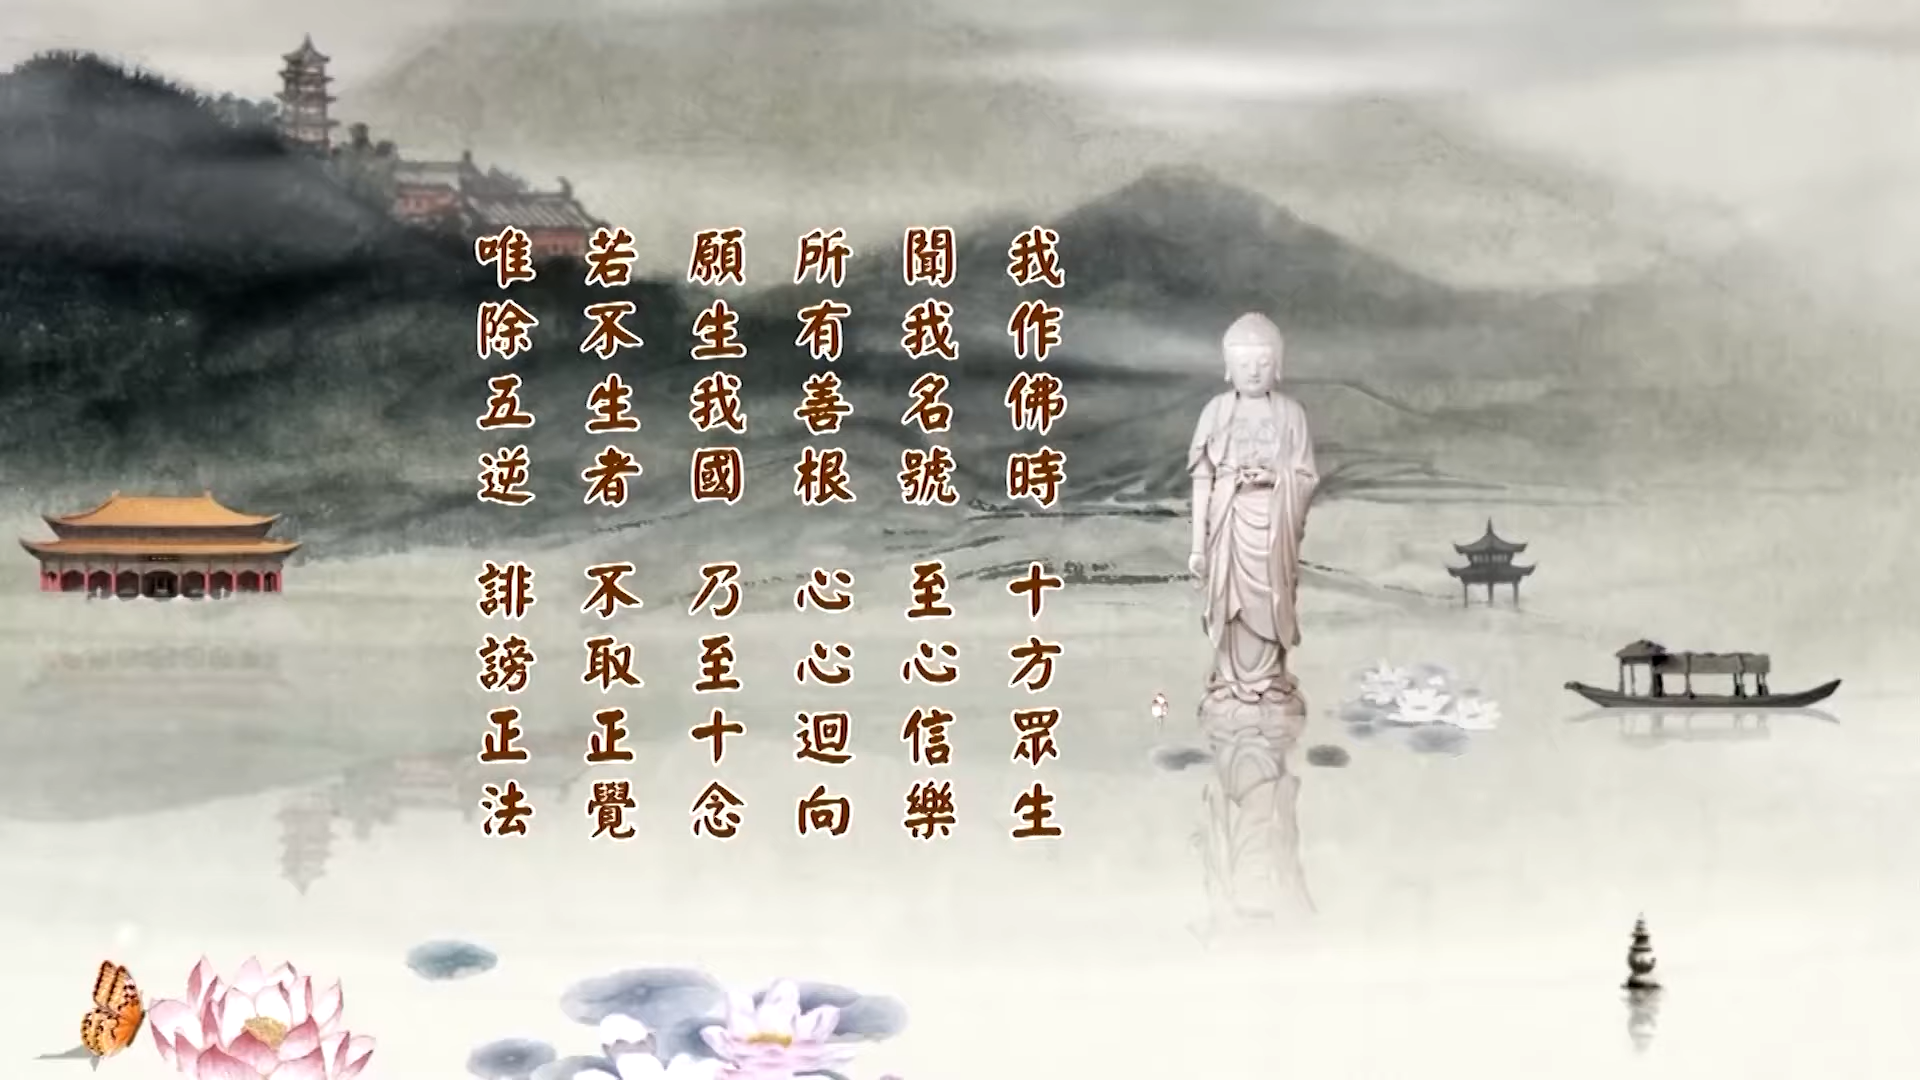 我作佛時 十方眾生
聞我名號 至心信樂
所有善根 心心迴向
願生我國 乃至十念
若不生者 不取正覺
唯除五逆 誹謗正法